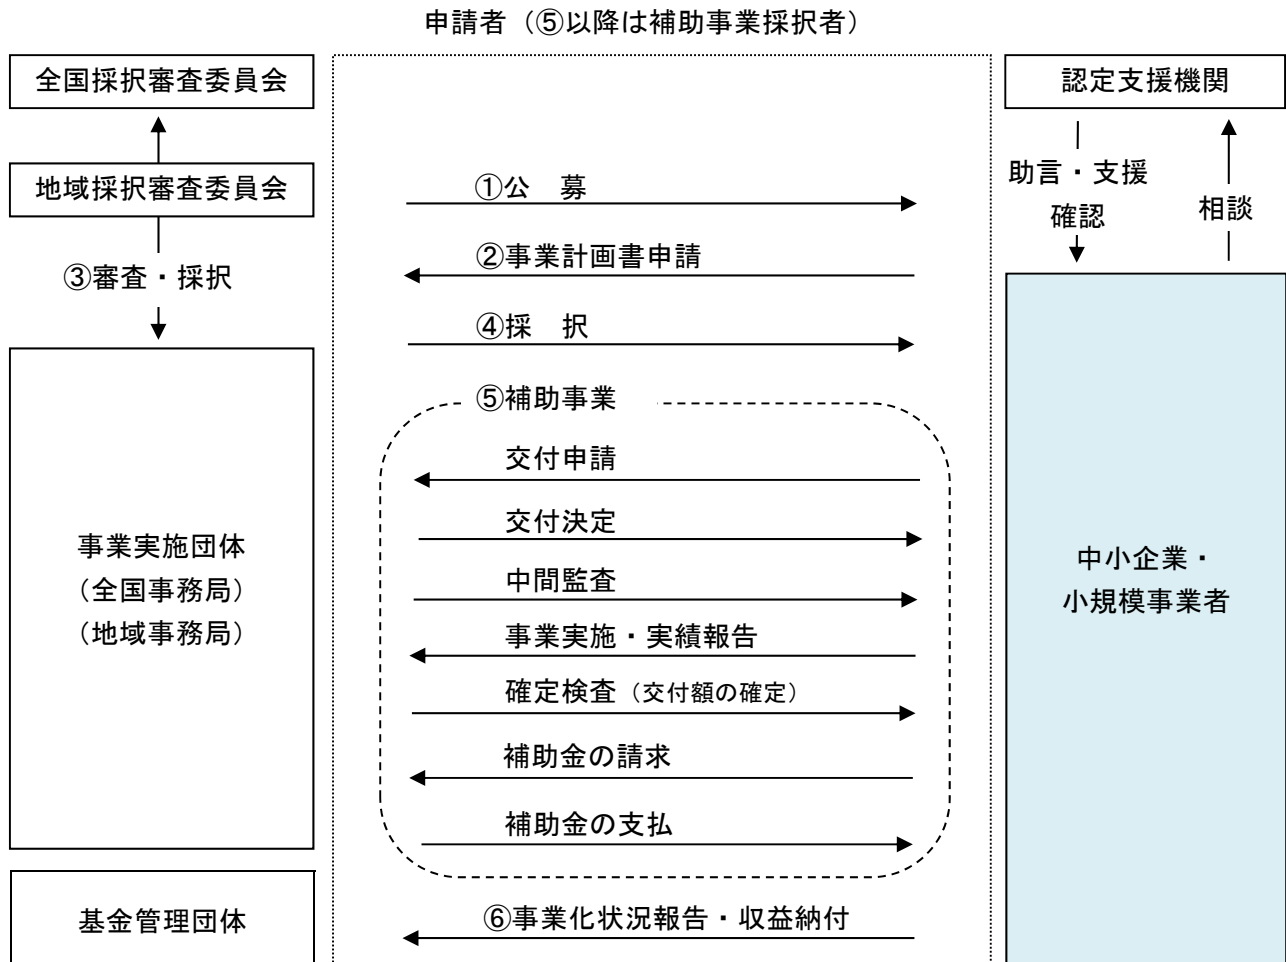 申請者（⑤以降は補助事業採択者）
全国採択審査委員会
地域採択審査委員会
③審査・採択
事業実施団体
（全国事務局）
（地域事務局）
基金管理団体
①公　募
②事業計画書申請
④採　択
⑤補助事業
交付申請
交付決定
中間監査
事業実施・実績報告
確定検査（交付額の確定）
補助金の請求
補助金の支払
⑥事業化状況報告・収益納付
認定支援機関
助言・支援
確認
相談
中小企業・
小規模事業者